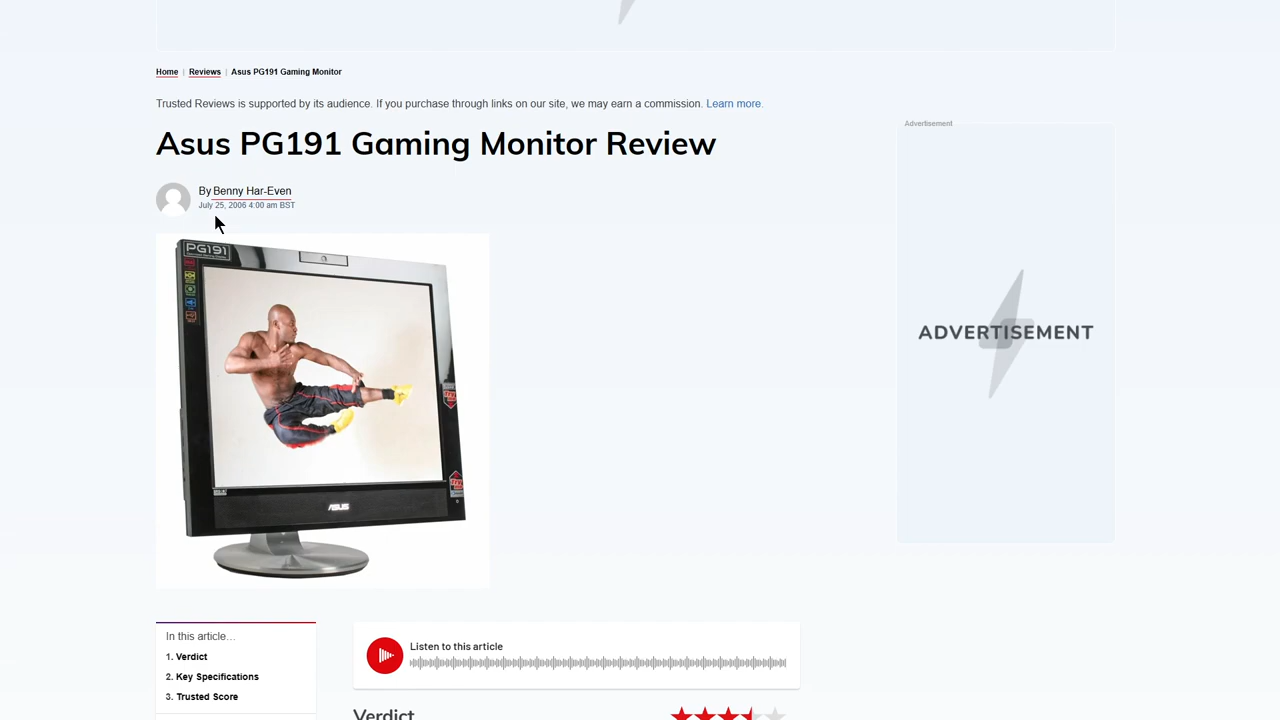 Home | Reviews | Asus PG191 Gaming Monitor
Trusted Reviews is supported by its audience. If you purchase through links on our site, we may earn a commission. Learn more.
Advertisement
Asus PG191 Gaming Monitor Review
By Benny Har-Even
July 25, 2006 4:00 am BST
PG191
ASUS
ADVERTISEMENT
In this article...
1. Verdict
2. Key Specifications
3. Trusted Score
Listen to this article
Verdict